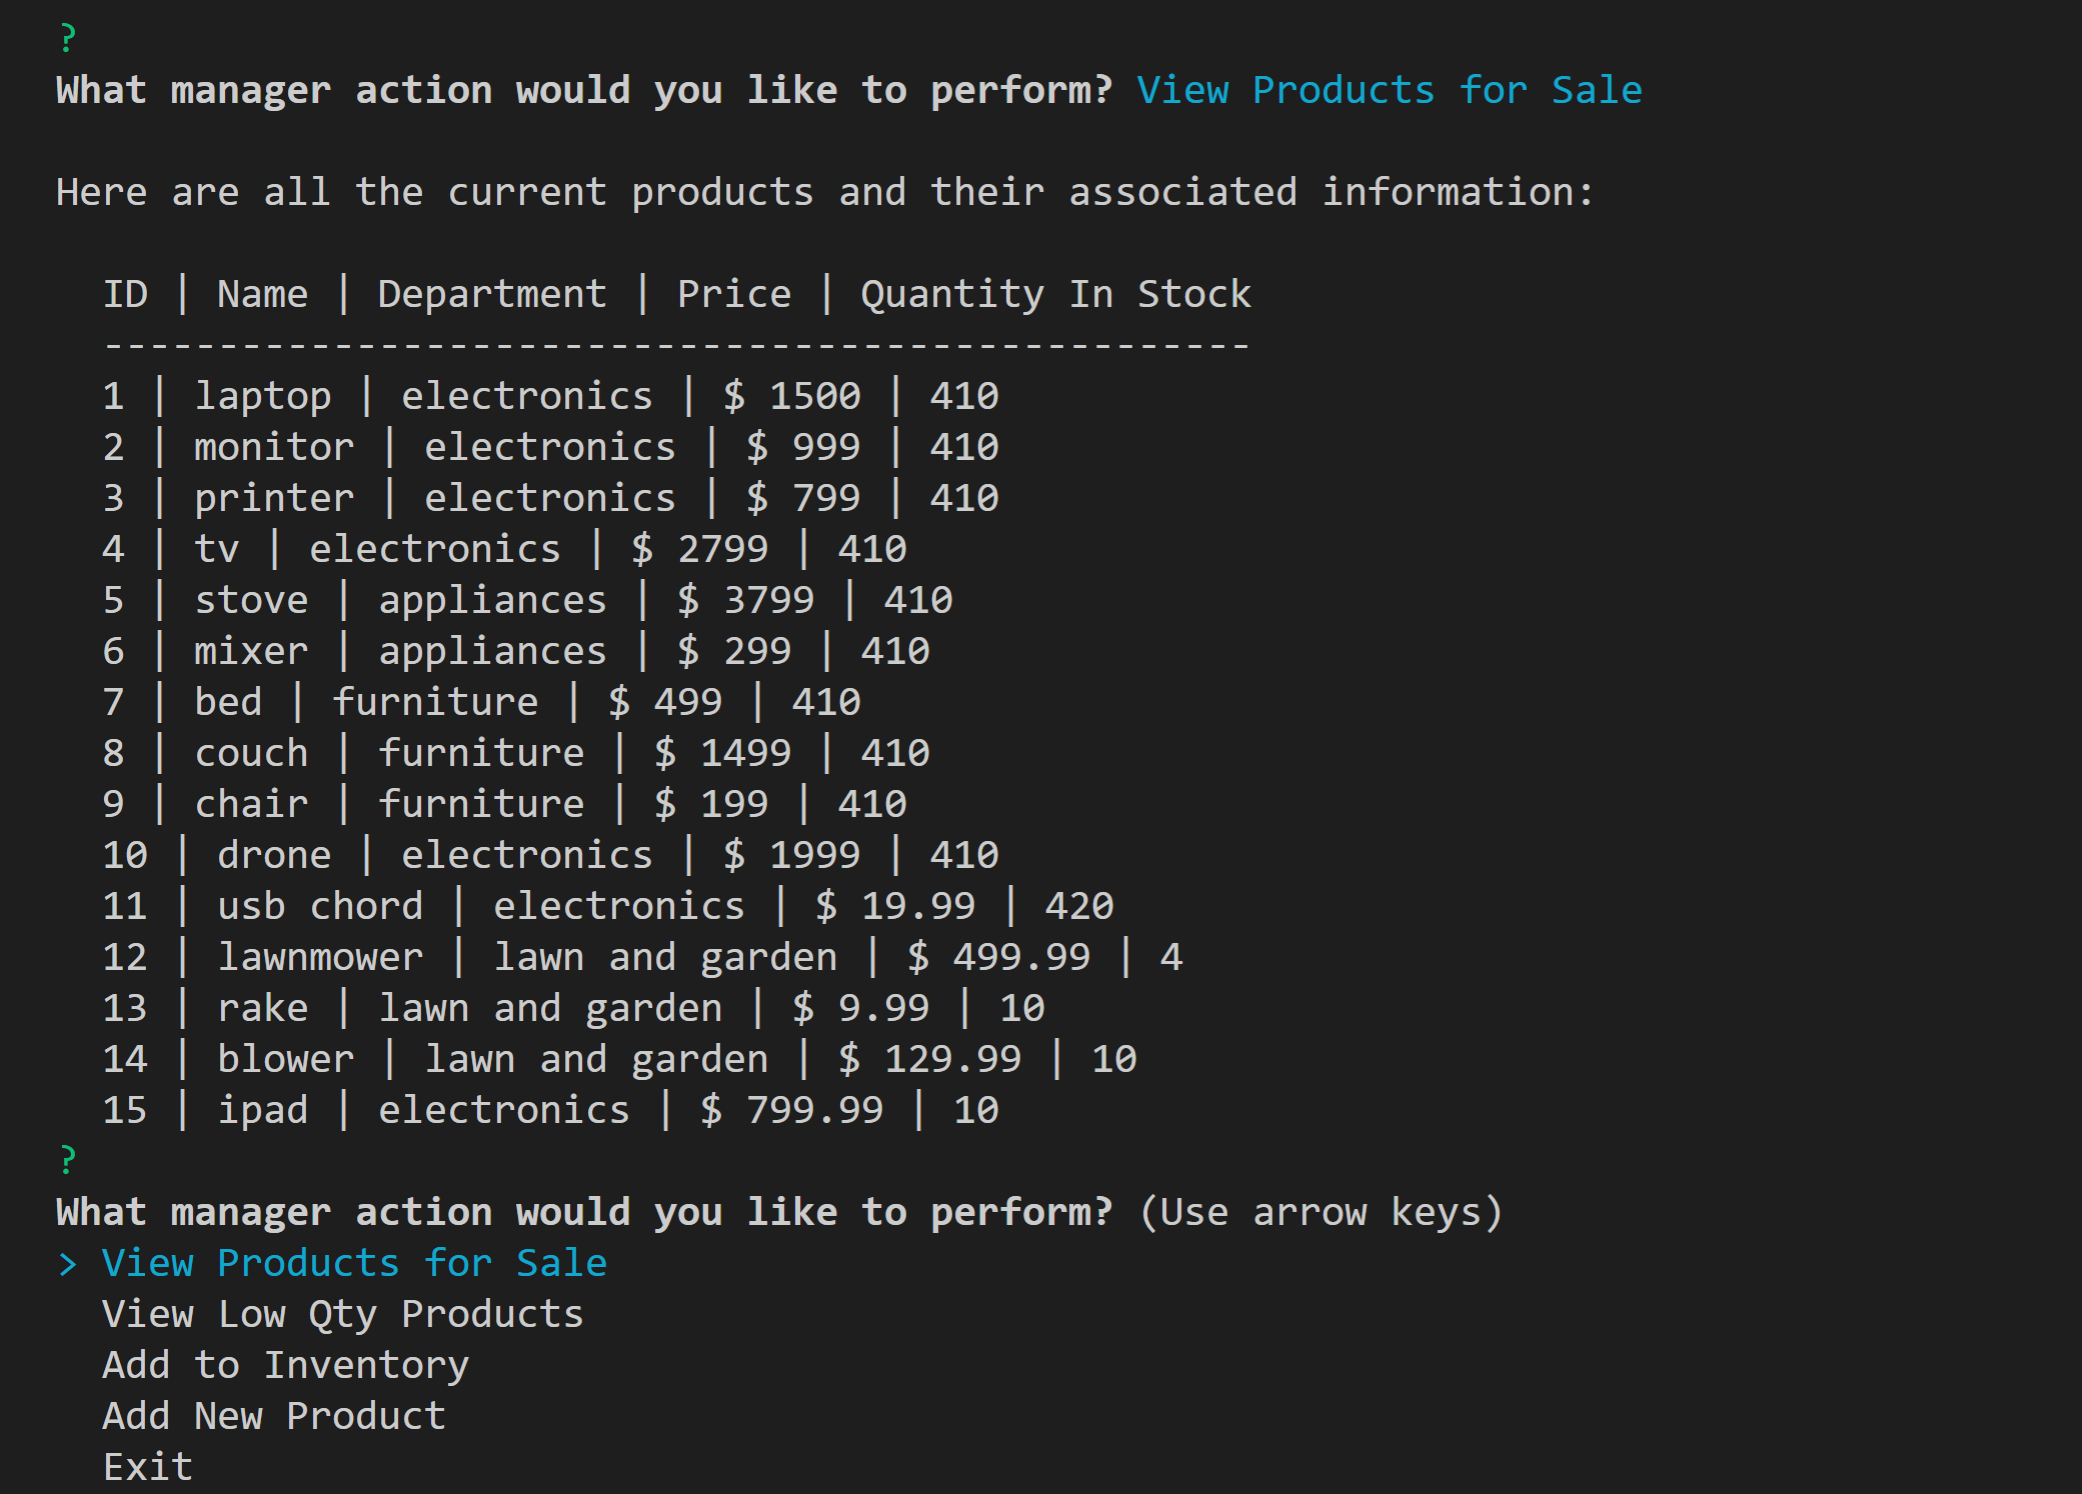 ?
What manager action would you like to perform? View Products for Sale
Here are all the current products and their associated information:
ID | Name | Department | Price | Quantity In Stock
--------------------------------------------------
1 | laptop | electronics | $ 1500 | 410
2 | monitor | electronics | $ 999 | 410
3 | printer | electronics | $ 799 | 410
4 | tv | electronics | $ 2799 | 410
5 | stove | appliances | $ 3799 | 410
6 | mixer | appliances | $ 299 | 410
7 | bed | furniture | $ 499 | 410
8 | couch | furniture | $ 1499 | 410
9 | chair | furniture | $ 199 | 410
10 | drone | electronics | $ 1999 | 410
11 | usb chord | electronics | $ 19.99 | 420
12 | lawnmower | lawn and garden | $ 499.99 | 4
13 | rake | lawn and garden | $ 9.99 | 10
14 | blower | lawn and garden | $ 129.99 | 10
15 | ipad | electronics | $ 799.99 | 10
?
What manager action would you like to perform? (Use arrow keys)
> View Products for Sale
View Low Qty Products
Add to Inventory
Add New Product
Exit